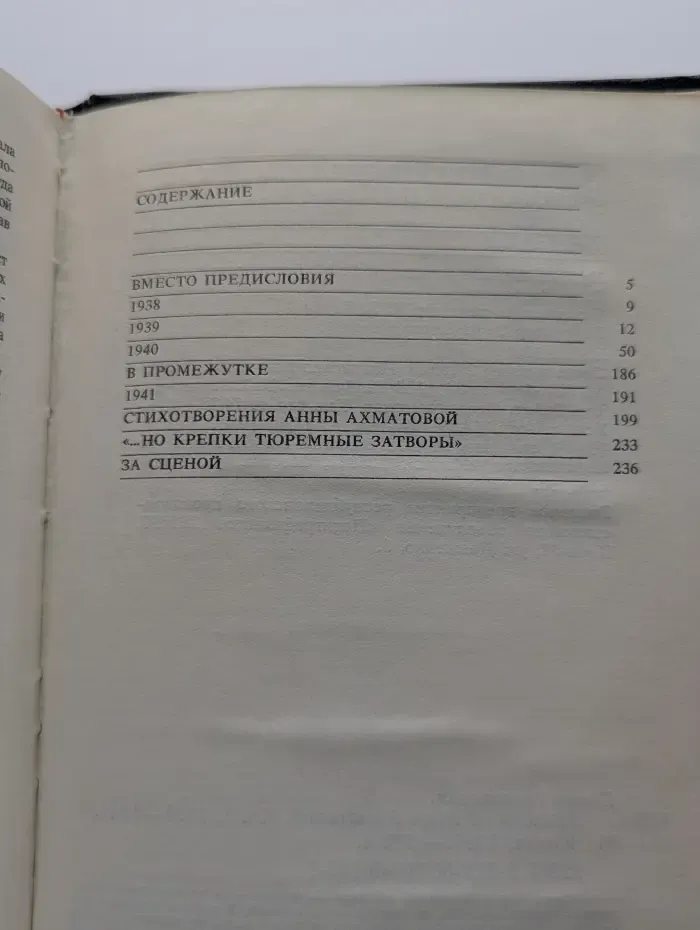 СОДЕРЖАНИЕ
ВМЕСТО ПРЕДИСЛОВИЯ 5
1938 9
1939 12
1940 50
В ПРОМЕЖУТКЕ 186
1941 191
СТИХОТВОРЕНИЯ АННЫ АХМАТОВОЙ 199
«...НО КРЕПКИ ТЮРЕМНЫЕ ЗАТВОРЫ» 233
ЗА СЦЕНОЙ 236